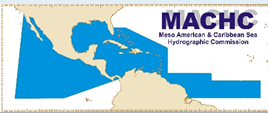 MACHC
Meso American & Caribbean Sea
Hydrographic Commission